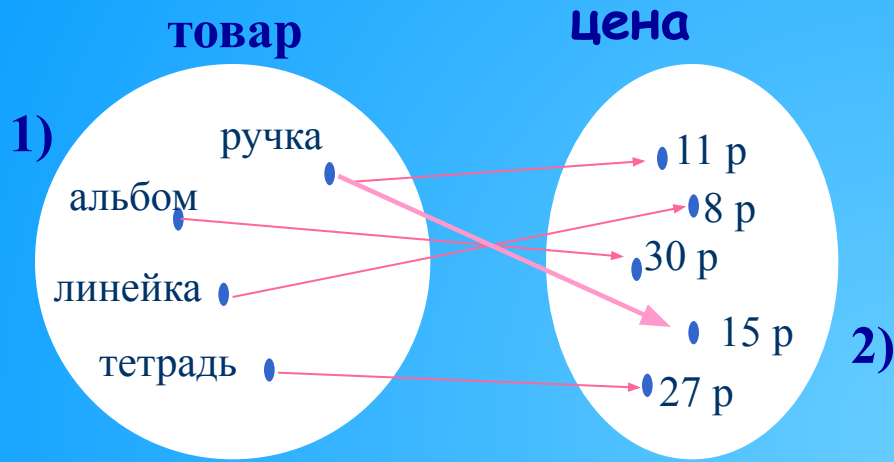 товар
цена
1)
ручка
альбом
линейка
тетрадь
11 р
8 р
30 р
15 р
27 р
2)